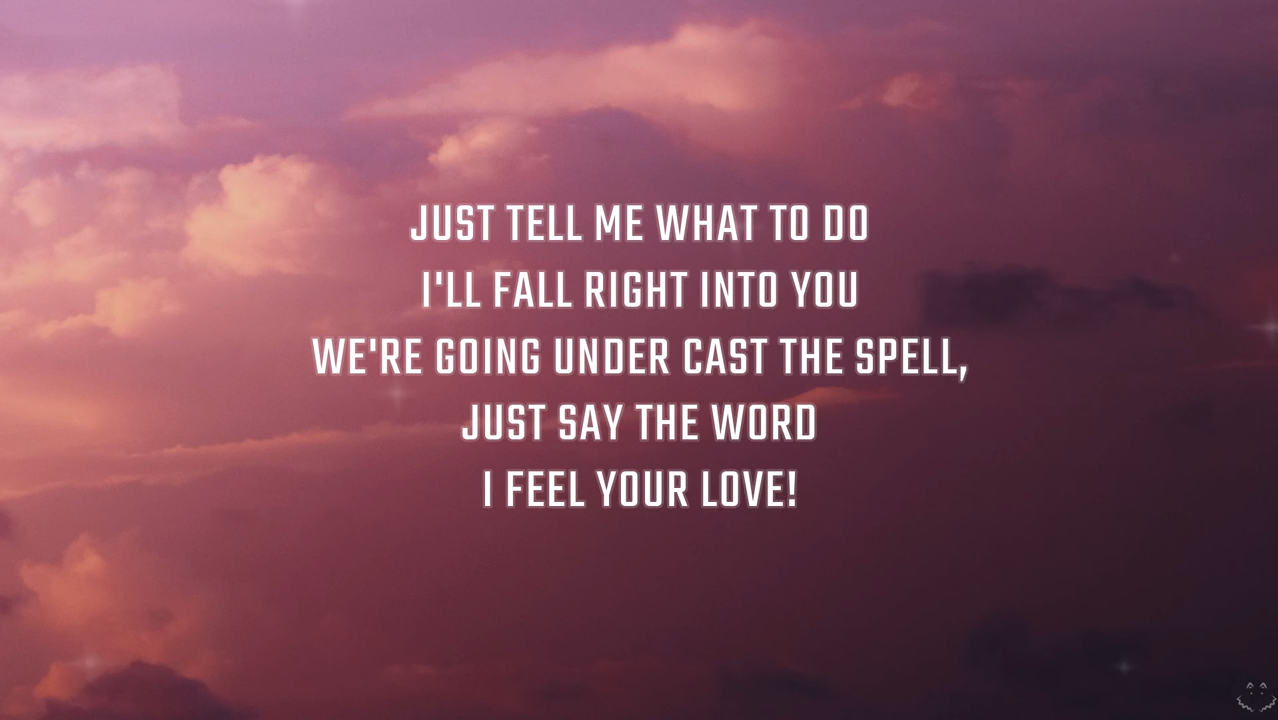 JUST TELL ME WHAT TO DO
I'LL FALL RIGHT INTO YOU
WE'RE GOING UNDER CAST THE SPELL,
JUST SAY THE WORD
I FEEL YOUR LOVE!